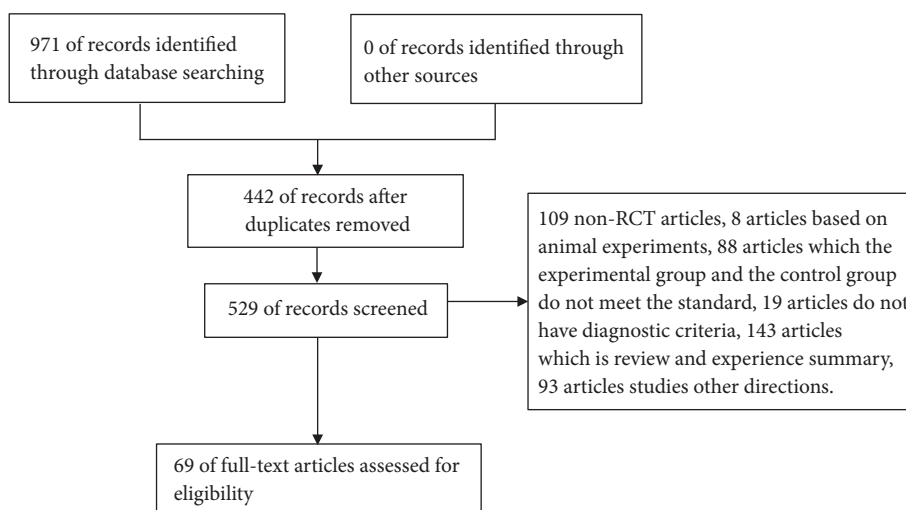 971 of records identified
through database searching
0 of records identified through
other sources
442 of records after
duplicates removed
109 non-RCT articles, 8 articles based on
animal experiments, 88 articles which the
experimental group and the control group
do not meet the standard, 19 articles do not
have diagnostic criteria, 143 articles
which is review and experience summary,
93 articles studies other directions.
529 of records screened
69 of full-text articles assessed for
eligibility